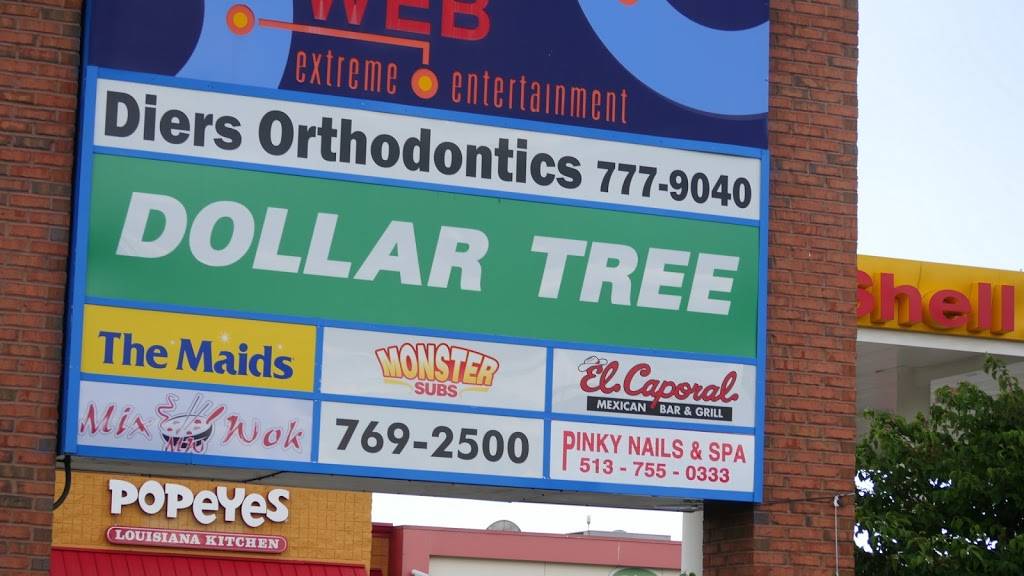 WEB
extreme entertainment
Diers Orthodontics 777-9040
DOLLAR TREE
The Maids
MONSTER
SUBS
El Caporal
MEXICAN BAR & GRILL
Mix Wok
769-2500
PINKY NAILS & SPA
513 - 755 - 0333
Shell
POPEYES
LOUISIANA KITCHEN